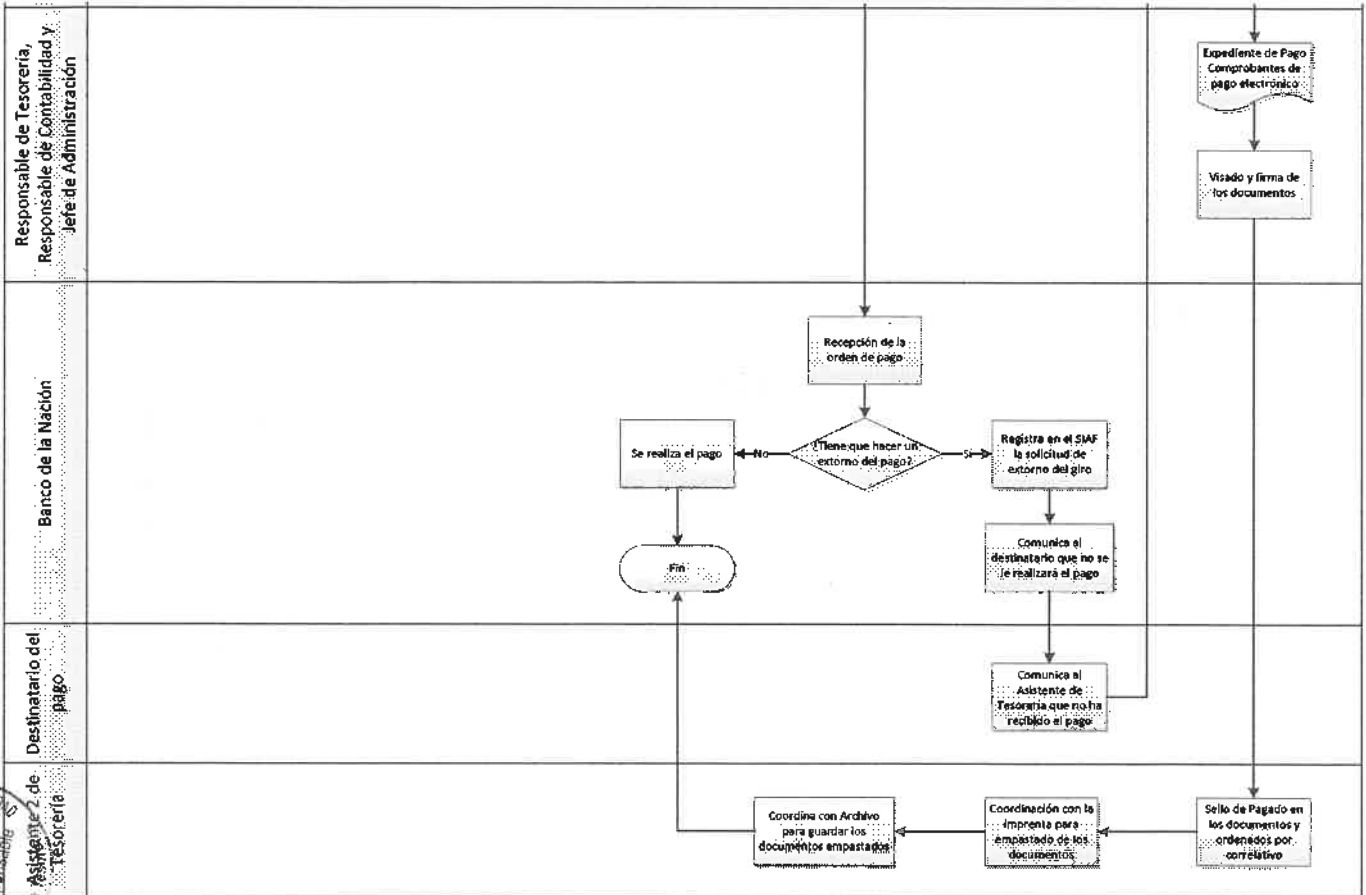 Responsable de Tesorería,
Responsable de Contabilidad y
Jefe de Administración
Expediente de Pago
Comprobantes de
pago electrónico
Visado y firma de
los documentos
Banco de la Nación
Recepción de la
orden de pago
¿Tiene que hacer un
extorno del pago?
No
Si
Se realiza el pago
Registra en el SIAF
la solicitud de
extorno del giro
Fin
Comunica al
destinatario que no se
le realizará el pago
Destinatario del
pago
Comunica al
Asistente de
Tesorería que no ha
recibido el pago
Asistente 2 de
Tesorería
Coordina con Archivo
para guardar los
documentos empastados
Coordinación con la
imprenta para
empastado de los
documentos
Sello de Pagado en
los documentos y
ordenados por
correlativo